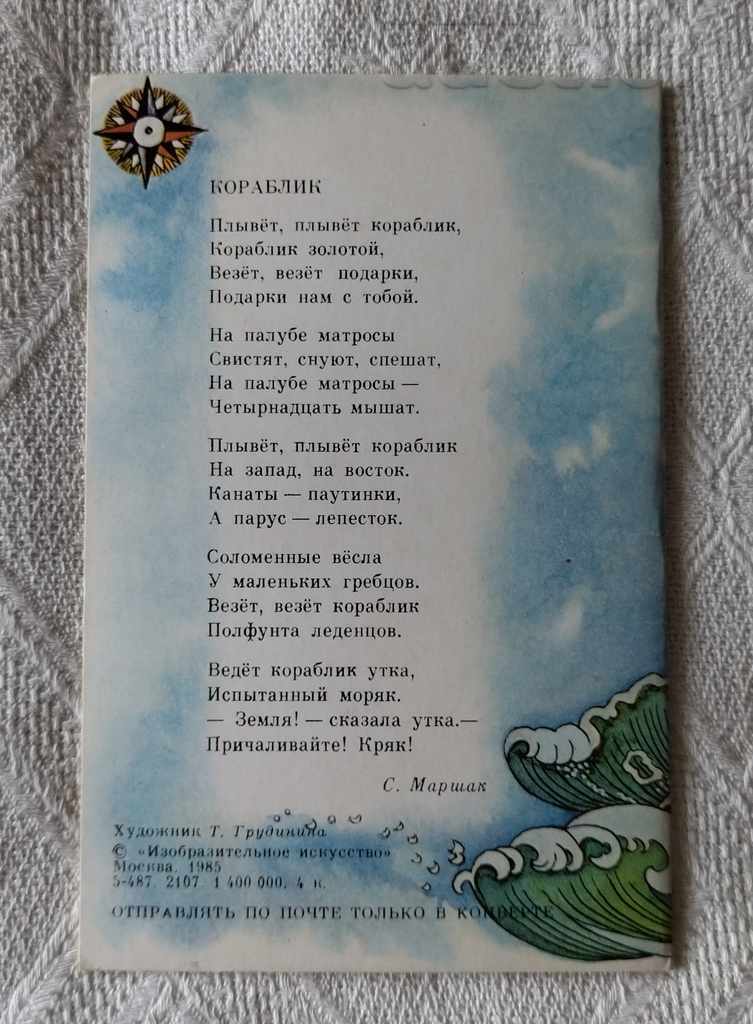 КОРАБЛИК
Плывёт, плывёт кораблик,
Кораблик золотой,
Везёт, везёт подарки,
Подарки нам с тобой.
На палубе матросы
Свистят, снуют, спешат,
На палубе матросы —
Четырнадцать мышат.
Плывёт, плывёт кораблик
На запад, на восток.
Канаты — паутинки,
А парус — лепесток.
Соломенные вёсла
У маленьких гребцов.
Везёт, везёт кораблик
Полфунта леденцов.
Ведёт кораблик утка,
Испытанный моряк.
— Земля! — сказала утка.—
Причаливайте! Кряк!
С. Маршак
Художник Т. Грудинина
© «Изобразительное искусство»
Москва. 1985
5-487. 2107. 1 400 000. 4 к.
ОТПРАВЛЯТЬ ПО ПОЧТЕ ТОЛЬКО В КОНВЕРТЕ